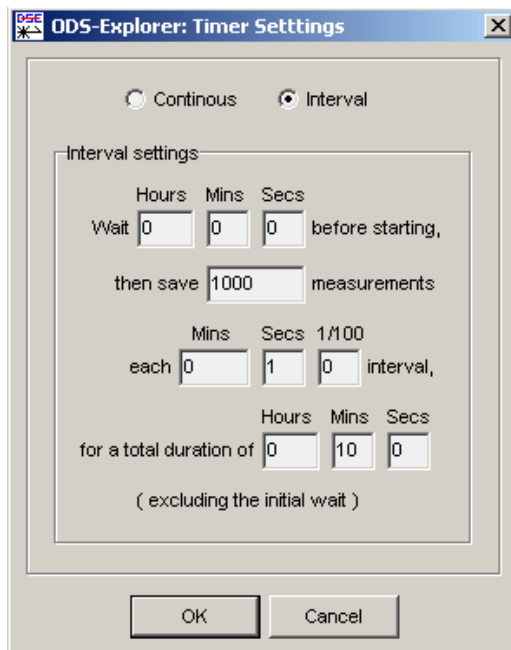 DSE ODS-Explorer: Timer Setttings
Continous Interval
Interval settings
Hours Mins Secs
Wait 0 0 0 before starting,
then save 1000 measurements
Mins Secs 1/100
each 0 1 0 interval,
Hours Mins Secs
for a total duration of 0 10 0
( excluding the initial wait )
OK Cancel